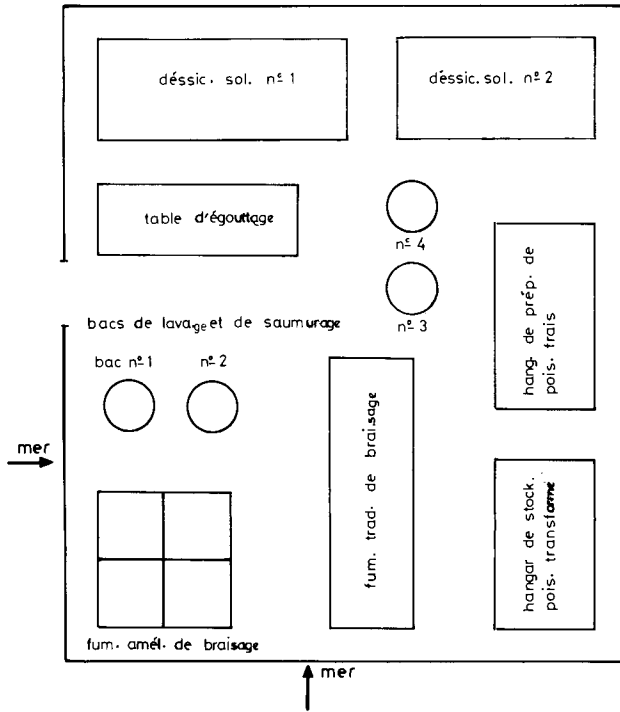 déssic. sol. nº 1
déssic. sol. nº 2
table d'égouttage
nº 4
nº 3
bacs de lavage et de saumurage
bac nº 1
nº 2
hang. de prép. de
pois. frais
mer
fum. trad. de braisage
hangar de stock.
pois. transformé
fum. amél. de braisage
mer